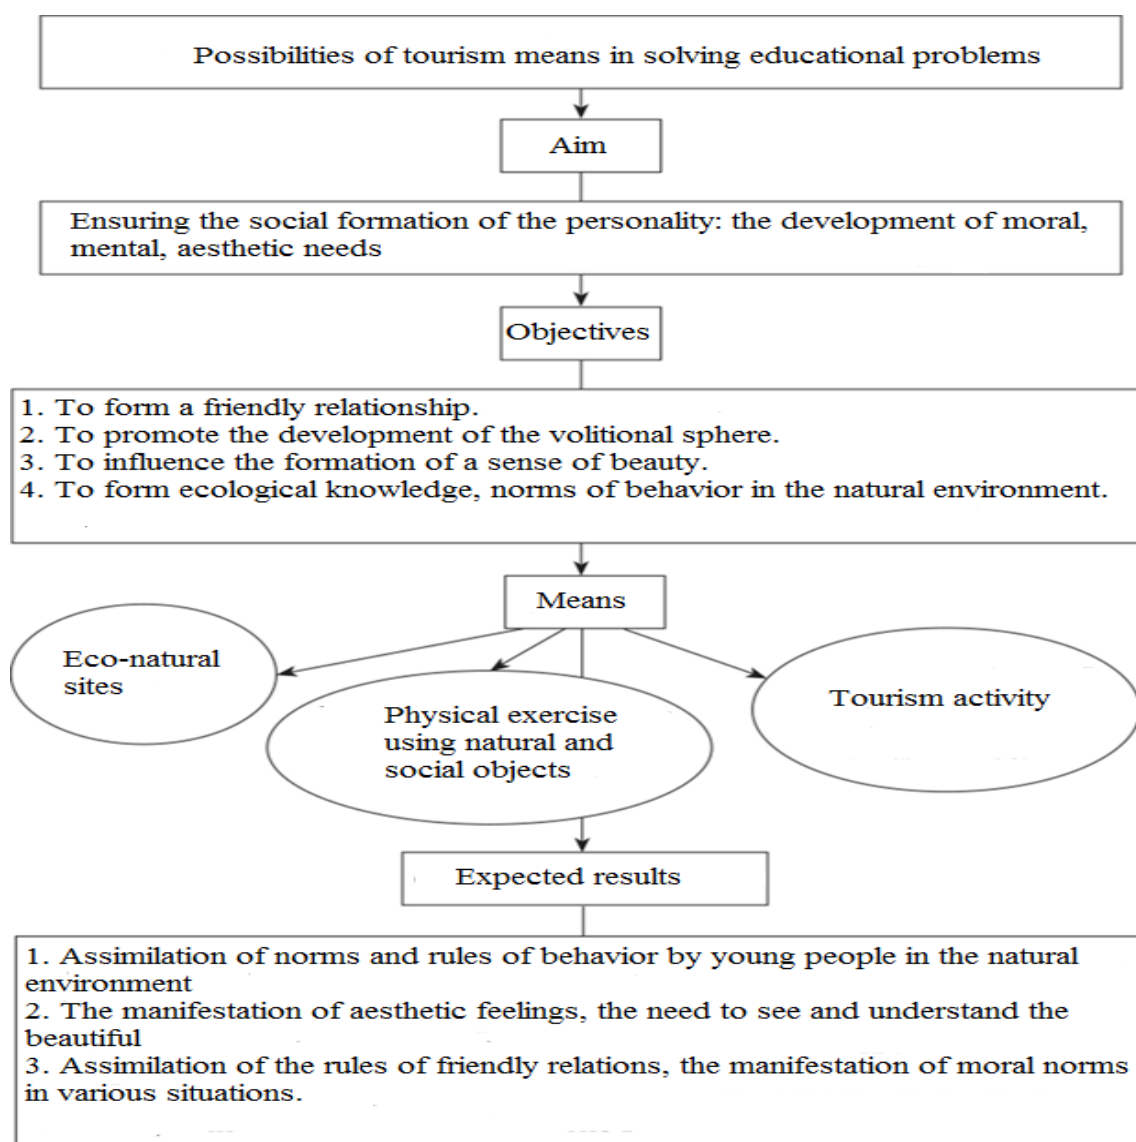 Possibilities of tourism means in solving educational problems
Aim
Ensuring the social formation of the personality: the development of moral,
mental, aesthetic needs
Objectives
1. To form a friendly relationship.
2. To promote the development of the volitional sphere.
3. To influence the formation of a sense of beauty.
4. To form ecological knowledge, norms of behavior in the natural environment.
Means
Eco-natural
sites
Physical exercise
using natural and
social objects
Tourism activity
Expected results
1. Assimilation of norms and rules of behavior by young people in the natural
environment
2. The manifestation of aesthetic feelings, the need to see and understand the
beautiful
3. Assimilation of the rules of friendly relations, the manifestation of moral norms
in various situations.